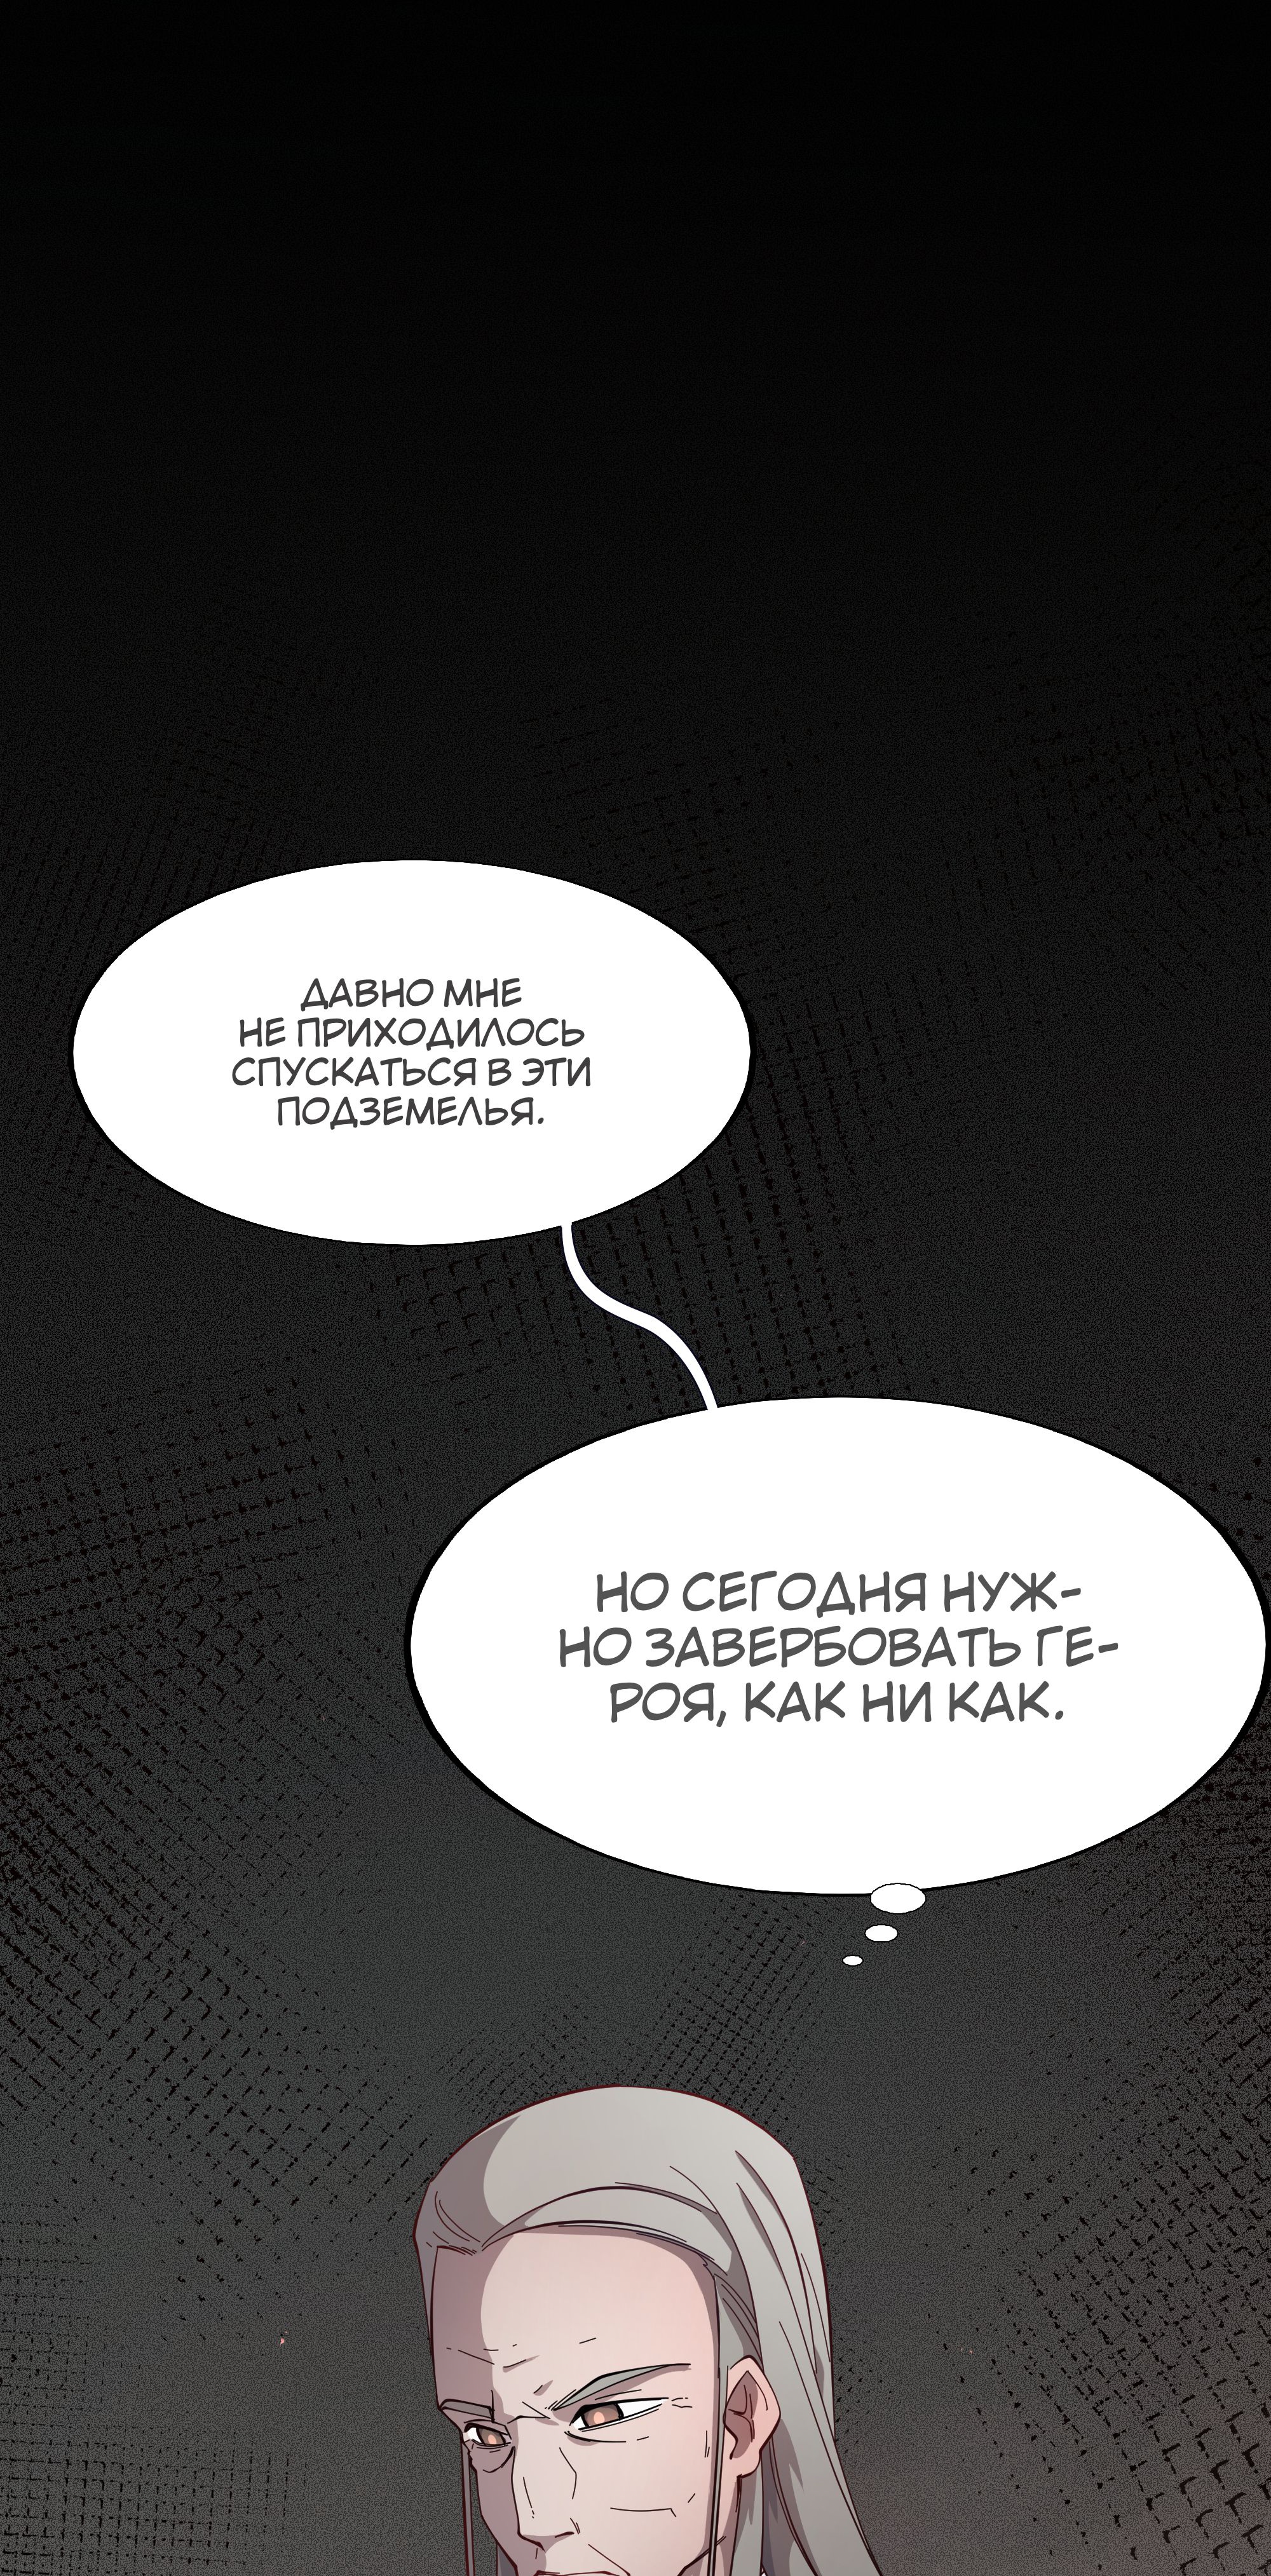 ДАВНО МНЕ
НЕ ПРИХОДИЛОСЬ
СПУСКАТЬСЯ В ЭТИ
ПОДЗЕМЕЛЬЯ.
НО СЕГОДНЯ НУЖ-
НО ЗАВЕРБОВАТЬ ГЕ-
РОЯ, КАК НИ КАК.